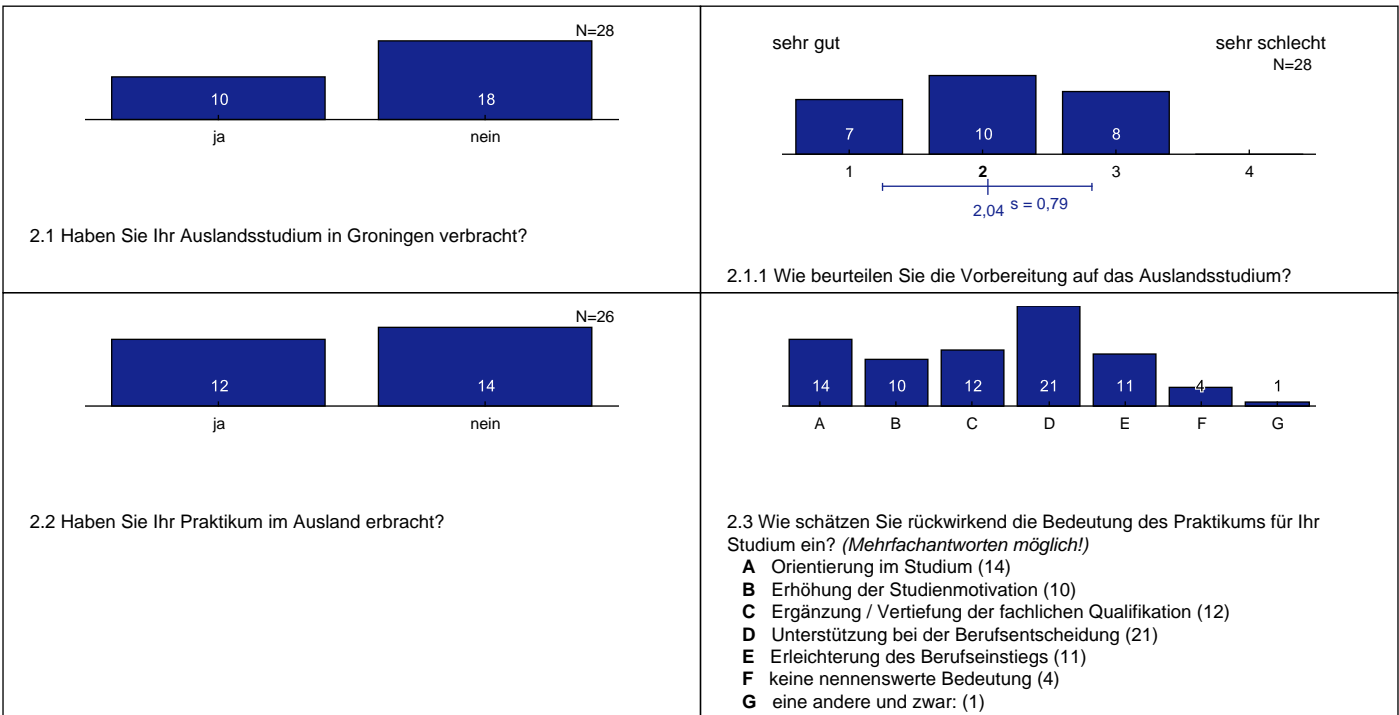 N=28
10 18
ja nein
2.1 Haben Sie Ihr Auslandsstudium in Groningen verbracht?
sehr gut sehr schlecht
N=28
7 10 8
1 2 3 4
2,04 s = 0,79
2.1.1 Wie beurteilen Sie die Vorbereitung auf das Auslandsstudium?
N=26
12 14
ja nein
2.2 Haben Sie Ihr Praktikum im Ausland erbracht?
14 10 12 21 11 4 1
A B C D E F G
2.3 Wie schätzen Sie rückwirkend die Bedeutung des Praktikums für Ihr
Studium ein? (Mehrfachantworten möglich!)
A Orientierung im Studium (14)
B Erhöhung der Studienmotivation (10)
C Ergänzung / Vertiefung der fachlichen Qualifikation (12)
D Unterstützung bei der Berufsentscheidung (21)
E Erleichterung des Berufseinstiegs (11)
F keine nennenswerte Bedeutung (4)
G eine andere und zwar: (1)